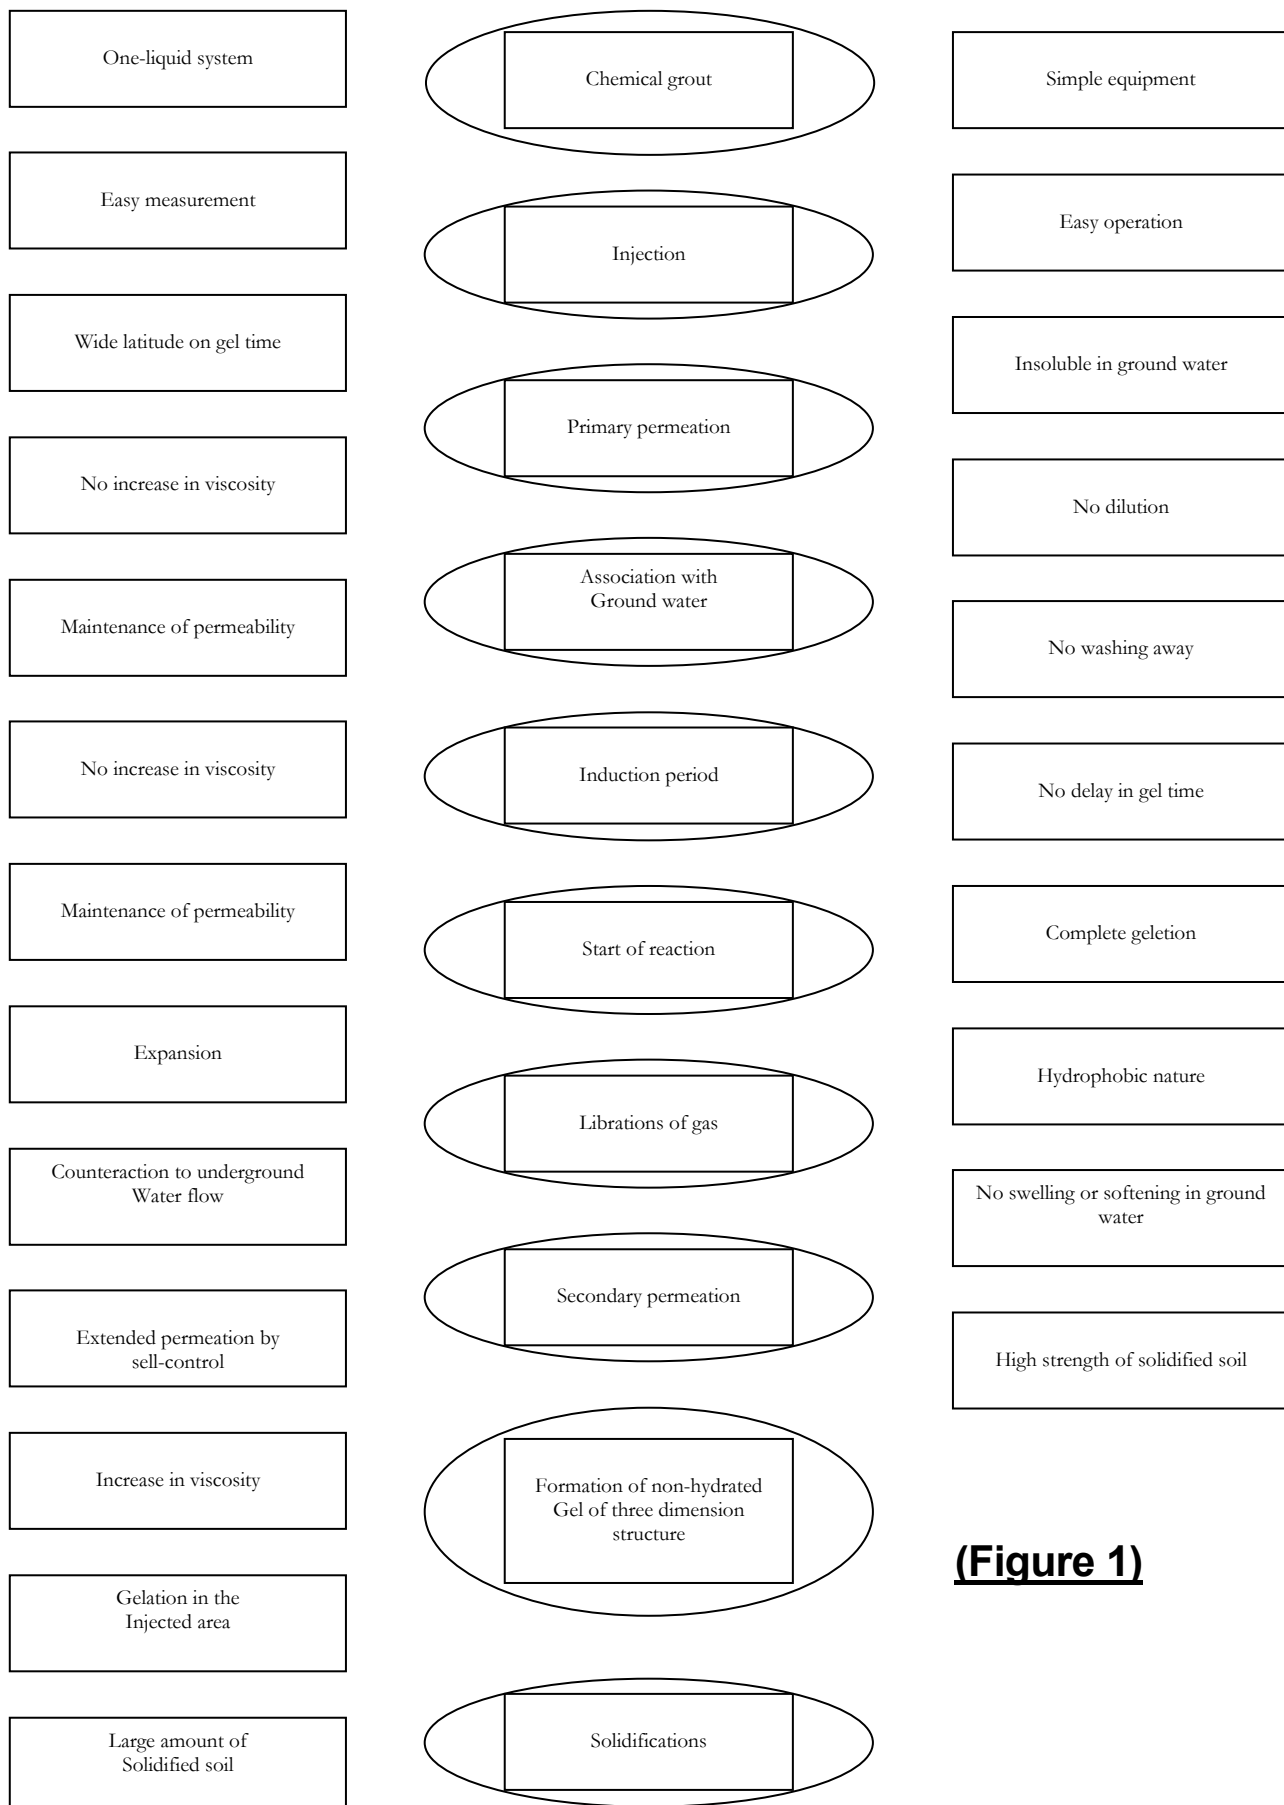 One-liquid system
Easy measurement
Wide latitude on gel time
No increase in viscosity
Maintenance of permeability
No increase in viscosity
Maintenance of permeability
Expansion
Counteraction to underground
Water flow
Extended permeation by
sell-control
Increase in viscosity
Gelation in the
Injected area
Large amount of
Solidified soil
Chemical grout
Injection
Primary permeation
Association with
Ground water
Induction period
Start of reaction
Librations of gas
Secondary permeation
Formation of non-hydrated
Gel of three dimension
structure
Solidifications
Simple equipment
Easy operation
Insoluble in ground water
No dilution
No washing away
No delay in gel time
Complete geletion
Hydrophobic nature
No swelling or softening in ground
water
High strength of solidified soil
(Figure 1)